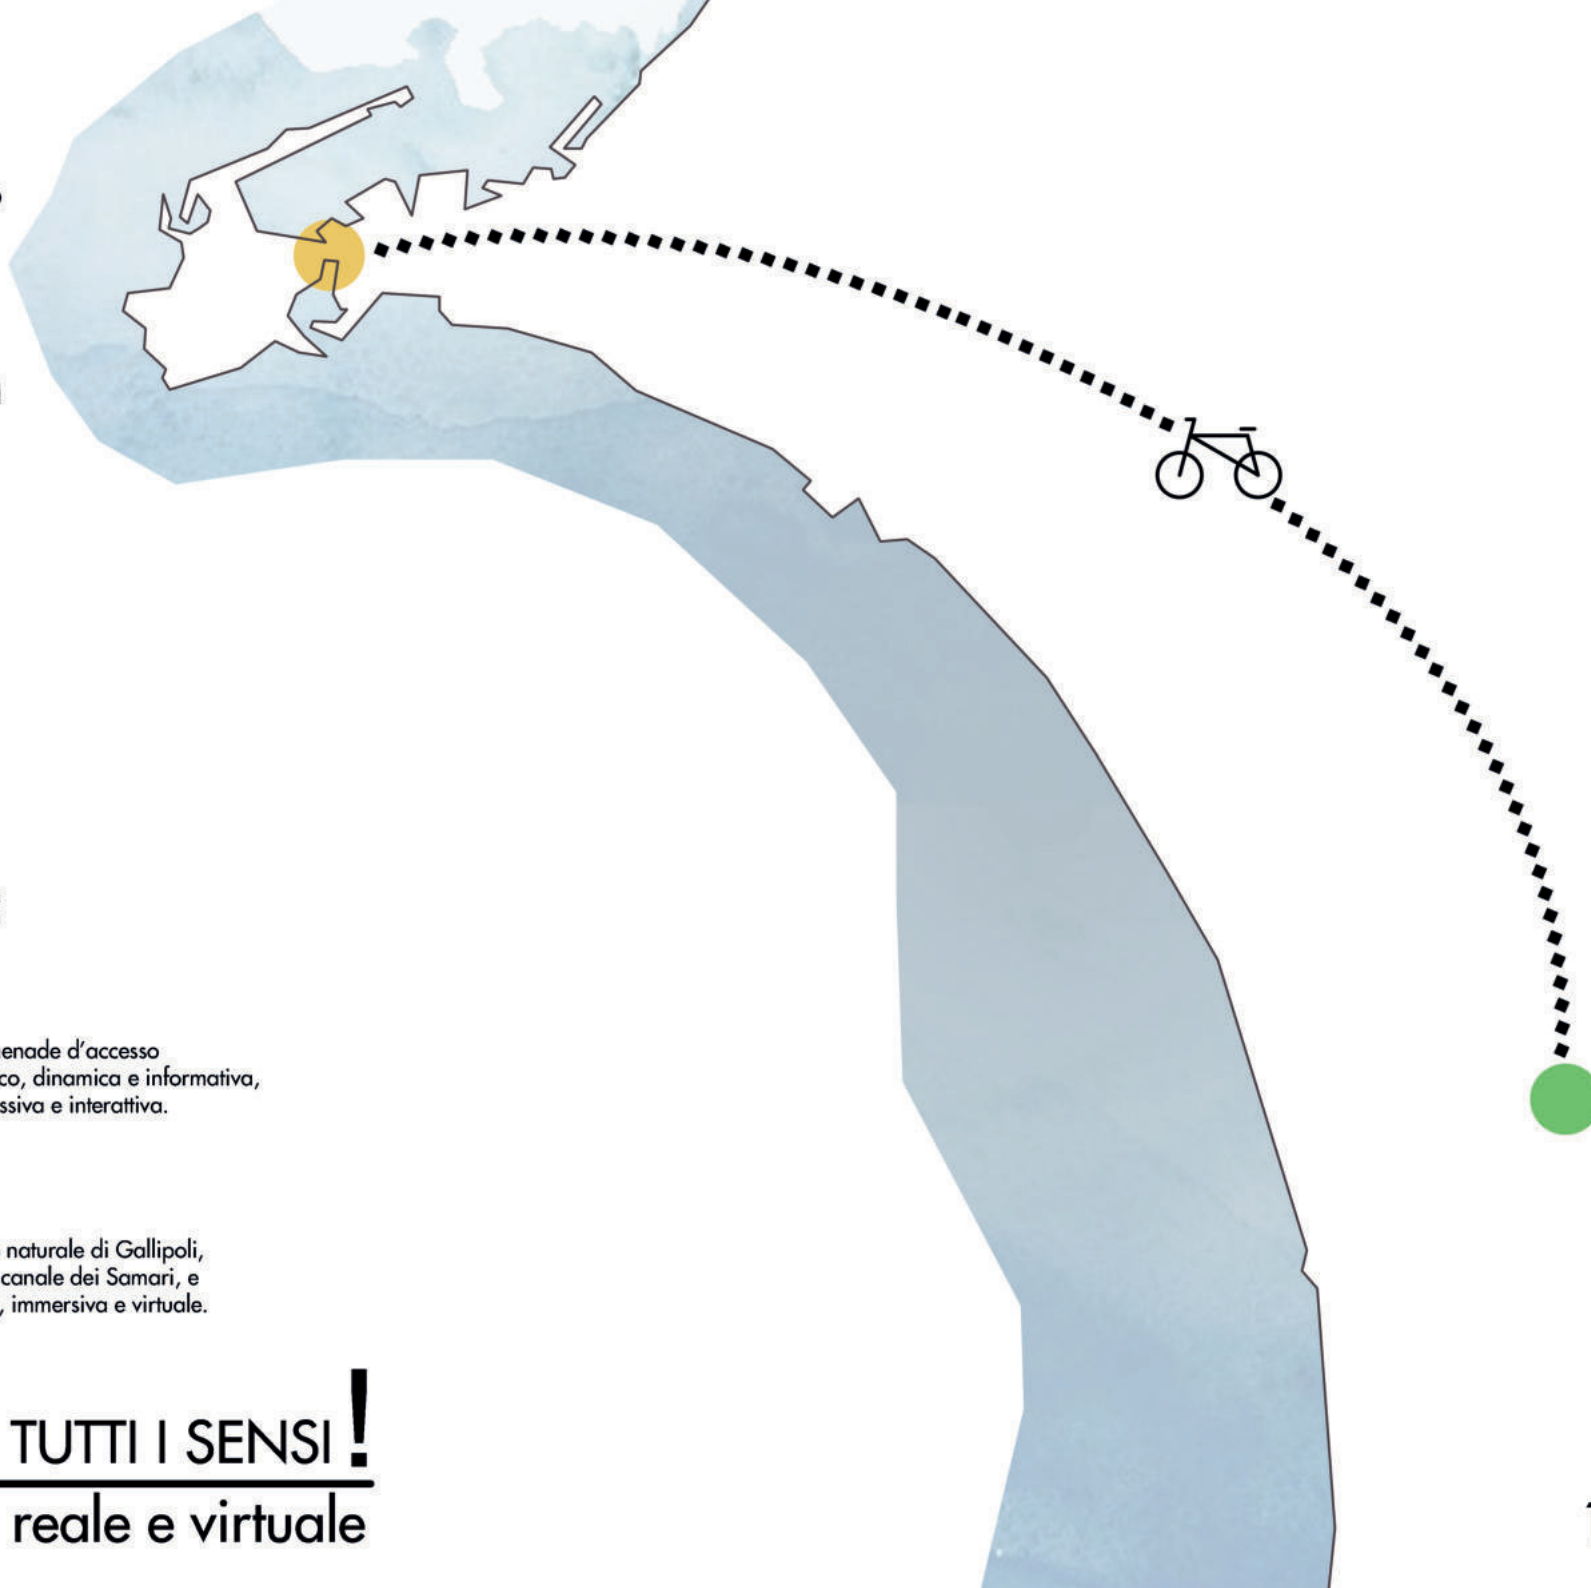 enade d'accesso
co, dinamica e informativa,
ssiva e interattiva.
naturale di Gallipoli,
canale dei Samari, e
, immersiva e virtuale.
TUTTI I SENSI!
reale e virtuale